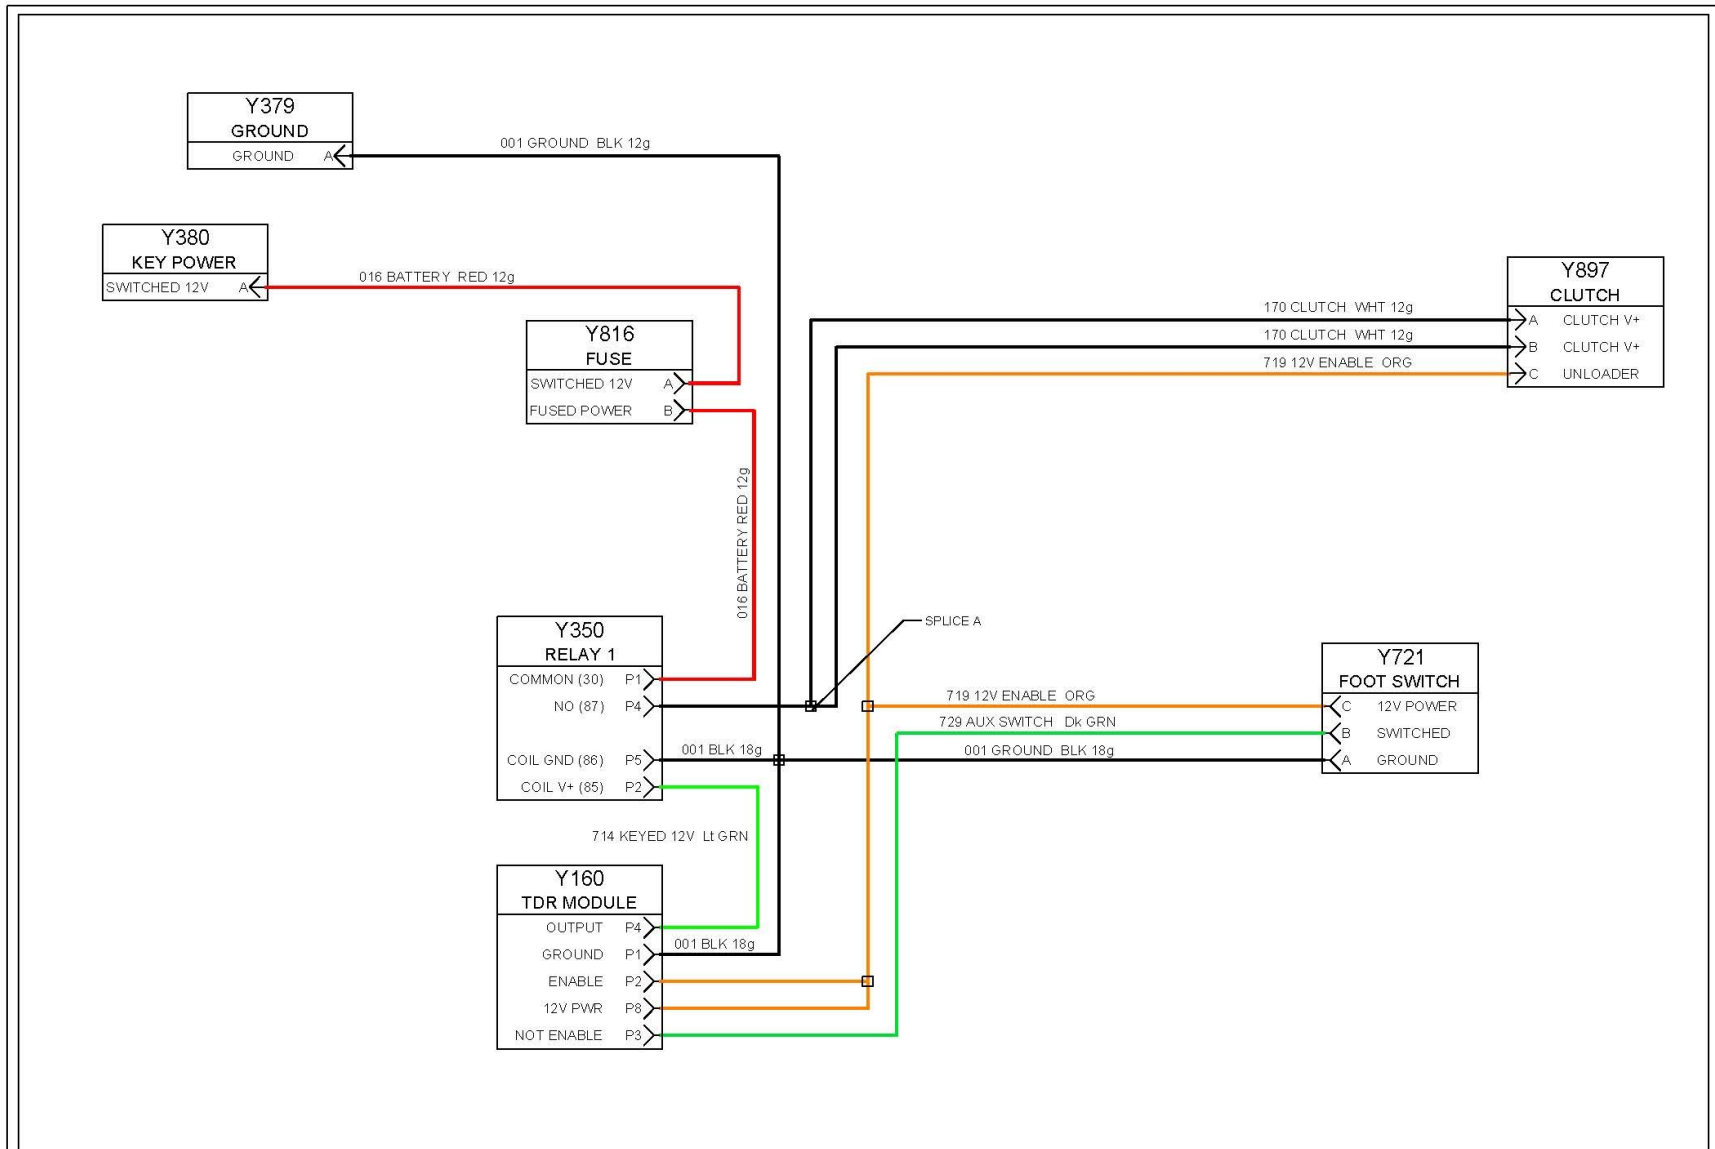 Y379
GROUND
GROUND A
001 GROUND BLK 12g
Y380
KEY POWER
SWITCHED 12V A
016 BATTERY RED 12g
Y816
FUSE
SWITCHED 12V A
FUSED POWER B
016 BATTERY RED 12g
Y897
CLUTCH
A CLUTCH V+
B CLUTCH V+
C UNLOADER
170 CLUTCH WHT 12g
170 CLUTCH WHT 12g
719 12V ENABLE ORG
Y350
RELAY 1
COMMON (30) P1
NO (87) P4
COIL GND (86) P5
COIL V+ (85) P2
SPLICE A
001 BLK 18g
714 KEYED 12V Lt GRN
719 12V ENABLE ORG
729 AUX SWITCH Dk GRN
001 GROUND BLK 18g
Y721
FOOT SWITCH
C 12V POWER
B SWITCHED
A GROUND
Y160
TDR MODULE
OUTPUT P4
GROUND P1
ENABLE P2
12V PWR P8
NOT ENABLE P3
001 BLK 18g